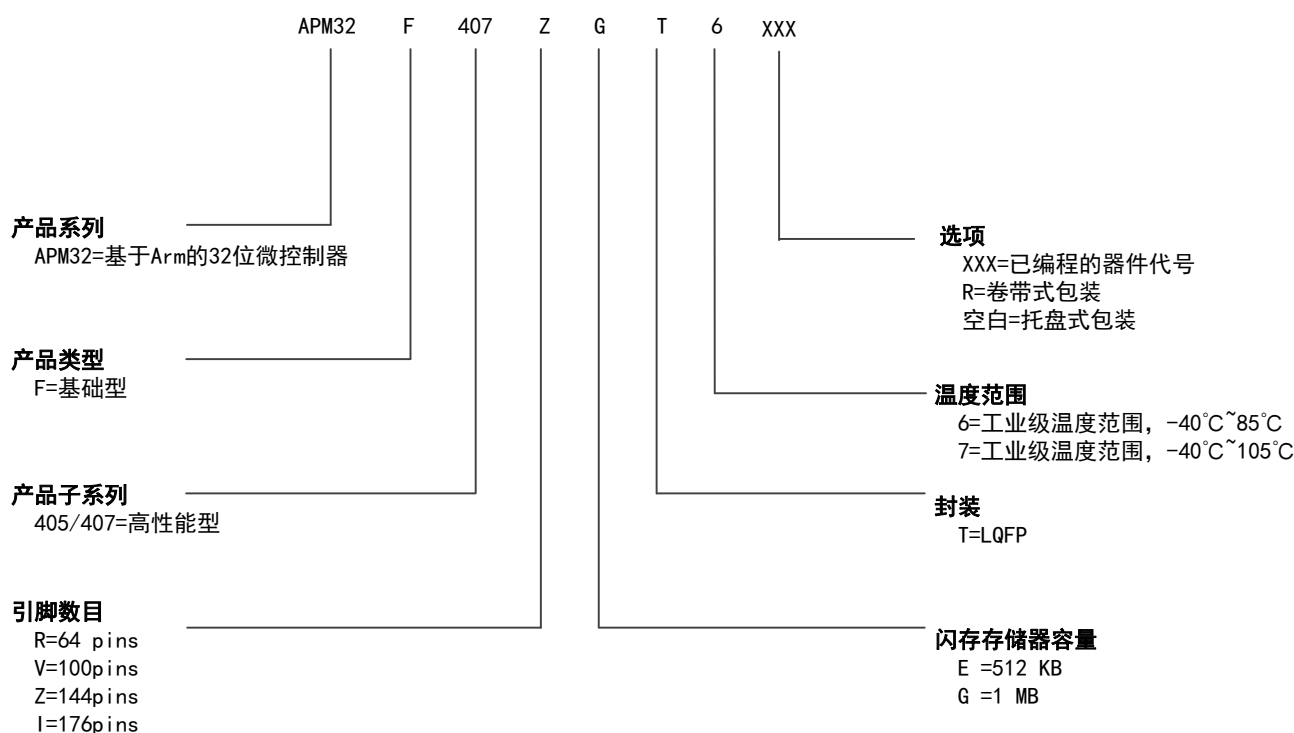 APM32 F 407 Z G T 6 XXX
产品系列
APM32=基于Arm的32位微控制器
产品类型
F=基础型
产品子系列
405/407=高性能型
引脚数目
R=64 pins
V=100pins
Z=144pins
I=176pins
选项
XXX=已编程的器件代号
R=卷带式包装
空白=托盘式包装
温度范围
6=工业级温度范围，-40℃~85℃
7=工业级温度范围，-40℃~105℃
封装
T=LQFP
闪存存储器容量
E =512 KB
G =1 MB